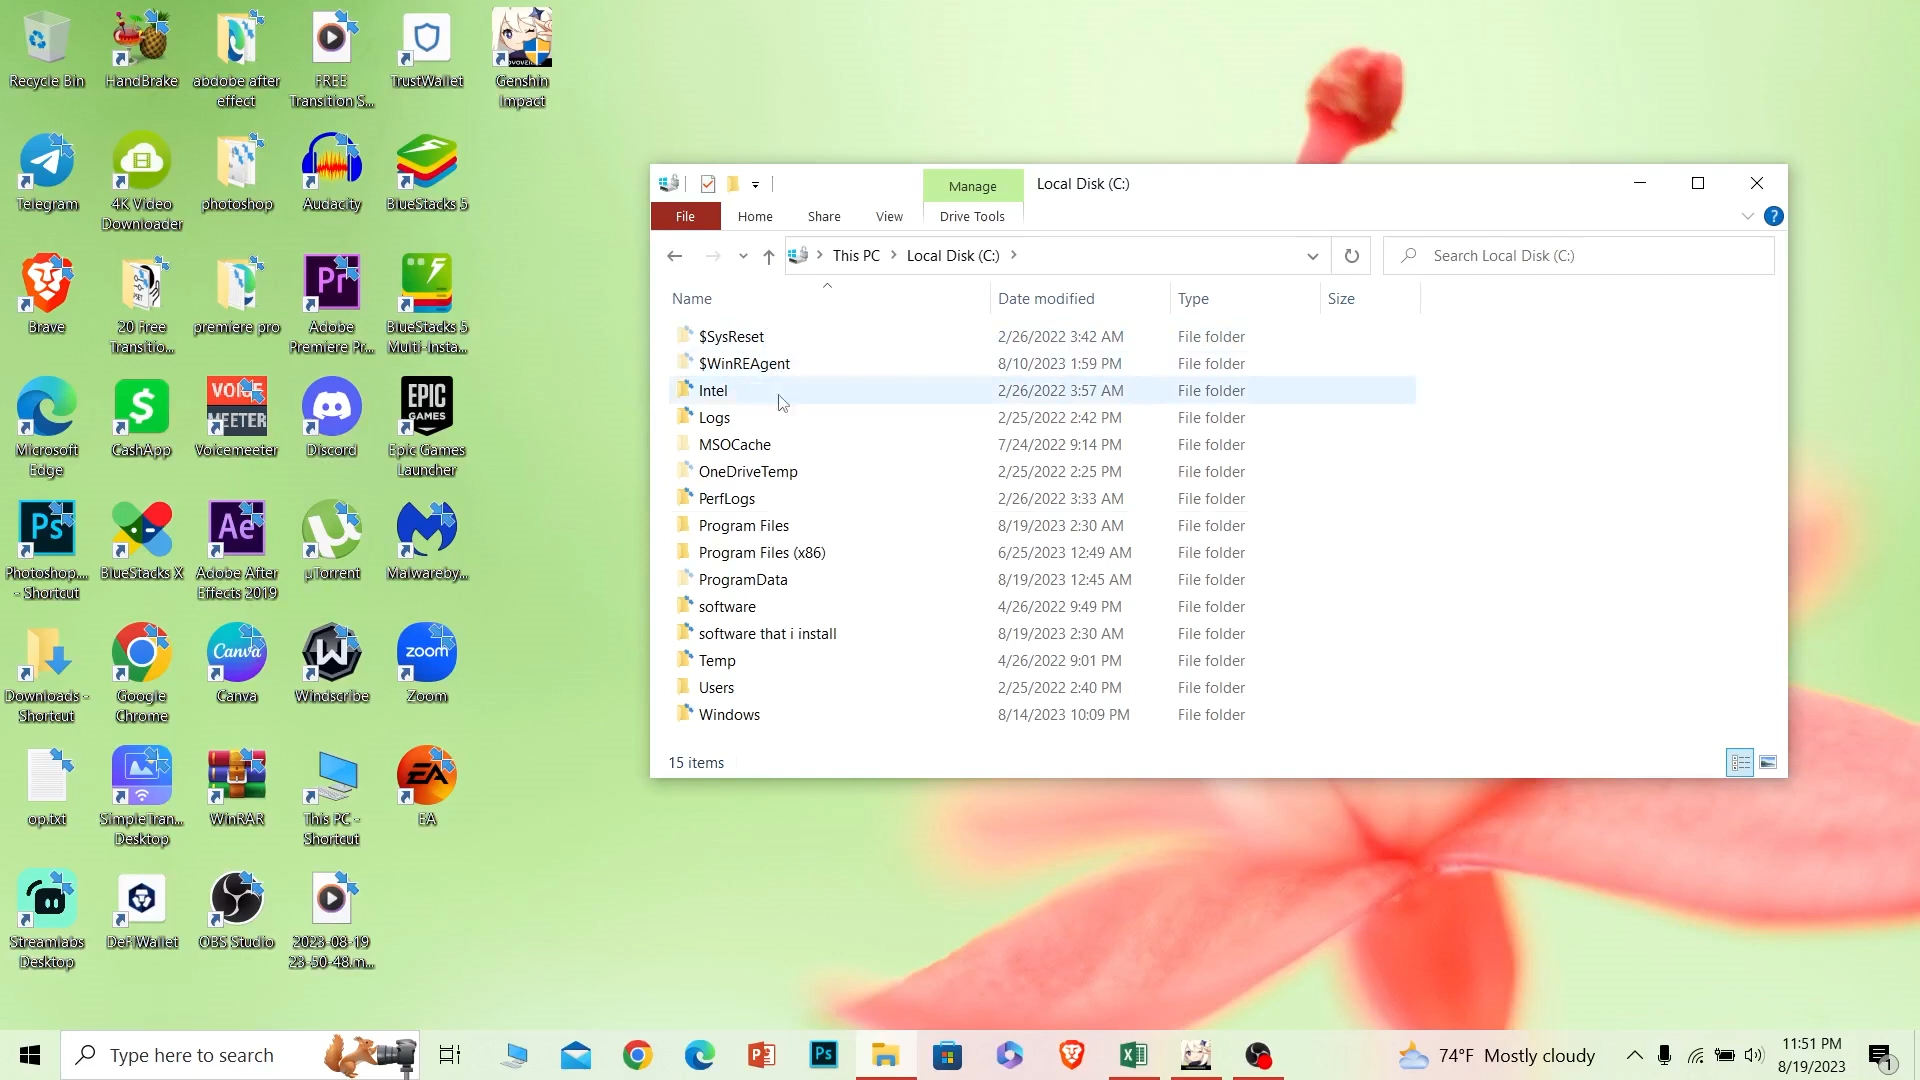 Recycle Bin
HandBrake
abdobe after
effect
FREE
Transition S...
TrustWallet
Genshin
Impact
Telegram
4K Video
Downloader
photoshop
Audacity
BlueStacks 5
Brave
20 Free
Transitio...
premiere pro
Adobe
Premiere Pr...
BlueStacks 5
Multi-Insta...
Microsoft
Edge
CashApp
Voicemeeter
Discord
Epic Games
Launcher
Photoshop...
- Shortcut
BlueStacks X
Adobe After
Effects 2019
µTorrent
Malwareby...
Downloads -
Shortcut
Google
Chrome
Canva
Windscribe
Zoom
op.txt
SimpleTran...
Desktop
WinRAR
This PC -
Shortcut
EA
Streamlabs
Desktop
DeFi Wallet
OBS Studio
2023-08-19
23-50-48.m...
VOICE
MEETER
EPIC
GAMES
Pr
Ps
Ae
Canva
zoom
EA
Manage
Local Disk (C:)
File
Home
Share
View
Drive Tools
This PC
Local Disk (C:)
Search Local Disk (C:)
Name
Date modified
Type
Size
$SysReset 2/26/2022 3:42 AM File folder
$WinREAgent 8/10/2023 1:59 PM File folder
Intel 2/26/2022 3:57 AM File folder
Logs 2/25/2022 2:42 PM File folder
MSOCache 7/24/2022 9:14 PM File folder
OneDriveTemp 2/25/2022 2:25 PM File folder
PerfLogs 2/26/2022 3:33 AM File folder
Program Files 8/19/2023 2:30 AM File folder
Program Files (x86) 6/25/2023 12:49 AM File folder
ProgramData 8/19/2023 12:45 AM File folder
software 4/26/2022 9:49 PM File folder
software that i install 8/19/2023 2:30 AM File folder
Temp 4/26/2022 9:01 PM File folder
Users 2/25/2022 2:40 PM File folder
Windows 8/14/2023 10:09 PM File folder
15 items
Type here to search
Ps
74°F Mostly cloudy
11:51 PM
8/19/2023
1